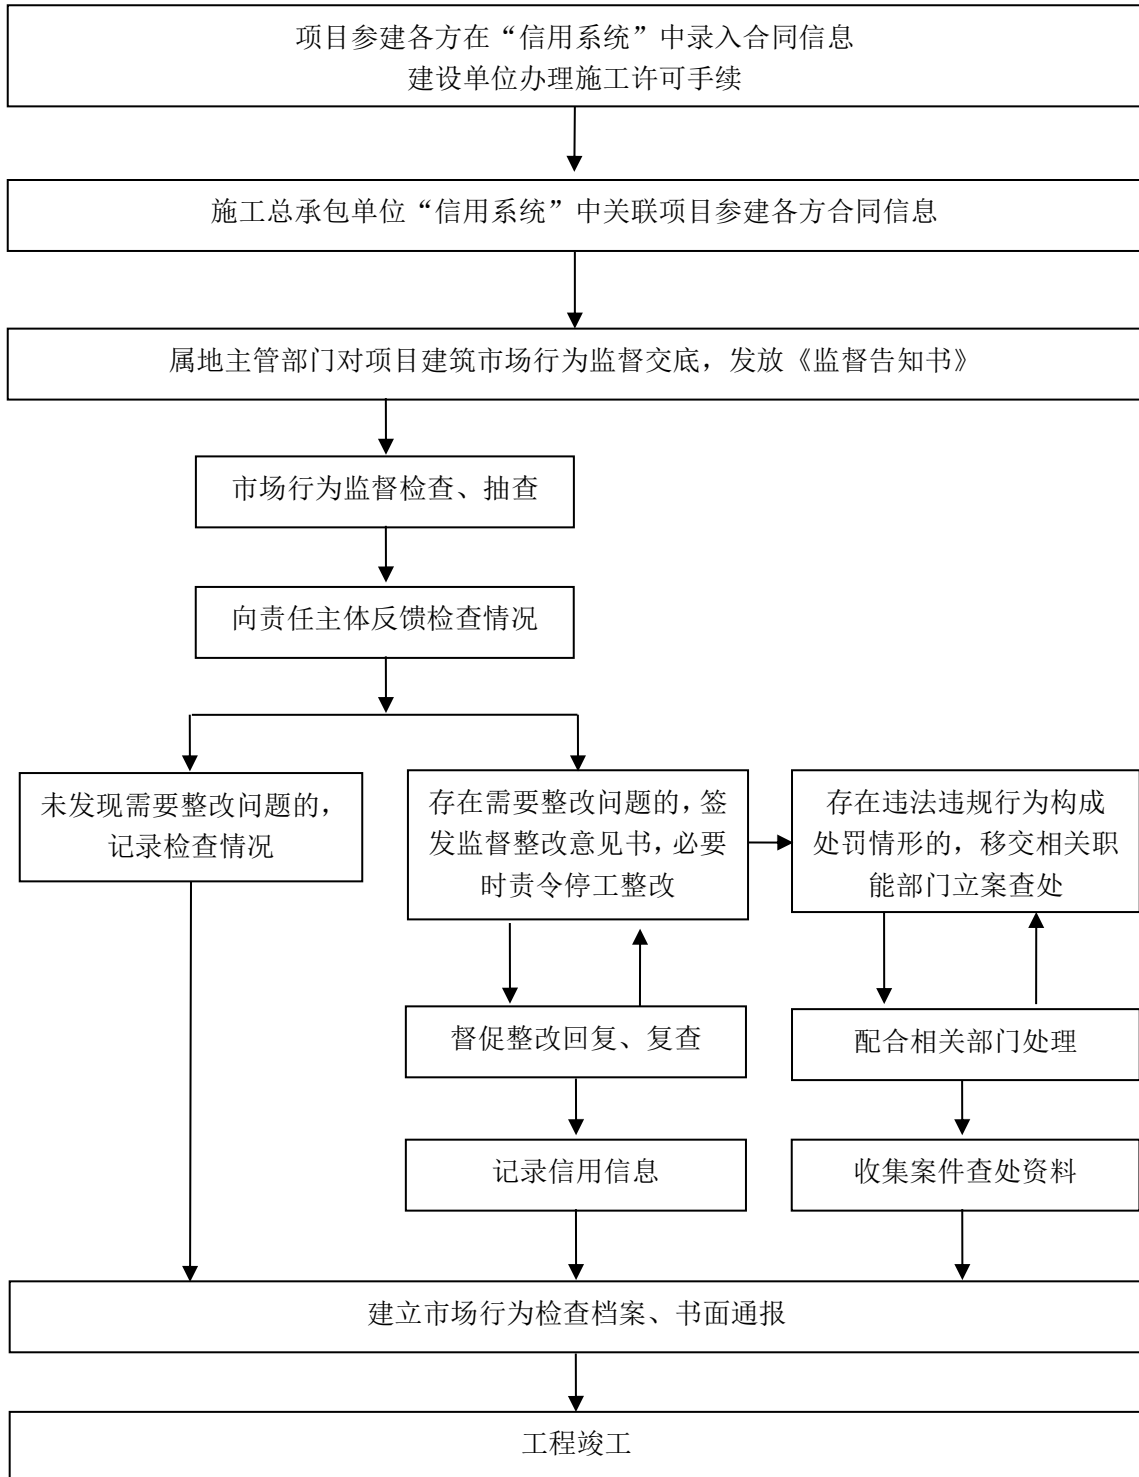 项目参建各方在“信用系统”中录入合同信息
建设单位办理施工许可手续
施工总承包单位“信用系统”中关联项目参建各方合同信息
属地主管部门对项目建筑市场行为监督交底，发放《监督告知书》
市场行为监督检查、抽查
向责任主体反馈检查情况
未发现需要整改问题的，
记录检查情况
存在需要整改问题的，签
发监督整改意见书，必要
时责令停工整改
存在违法违规行为构成
处罚情形的，移交相关职
能部门立案查处
督促整改回复、复查
配合相关部门处理
记录信用信息
收集案件查处资料
建立市场行为检查档案、书面通报
工程竣工